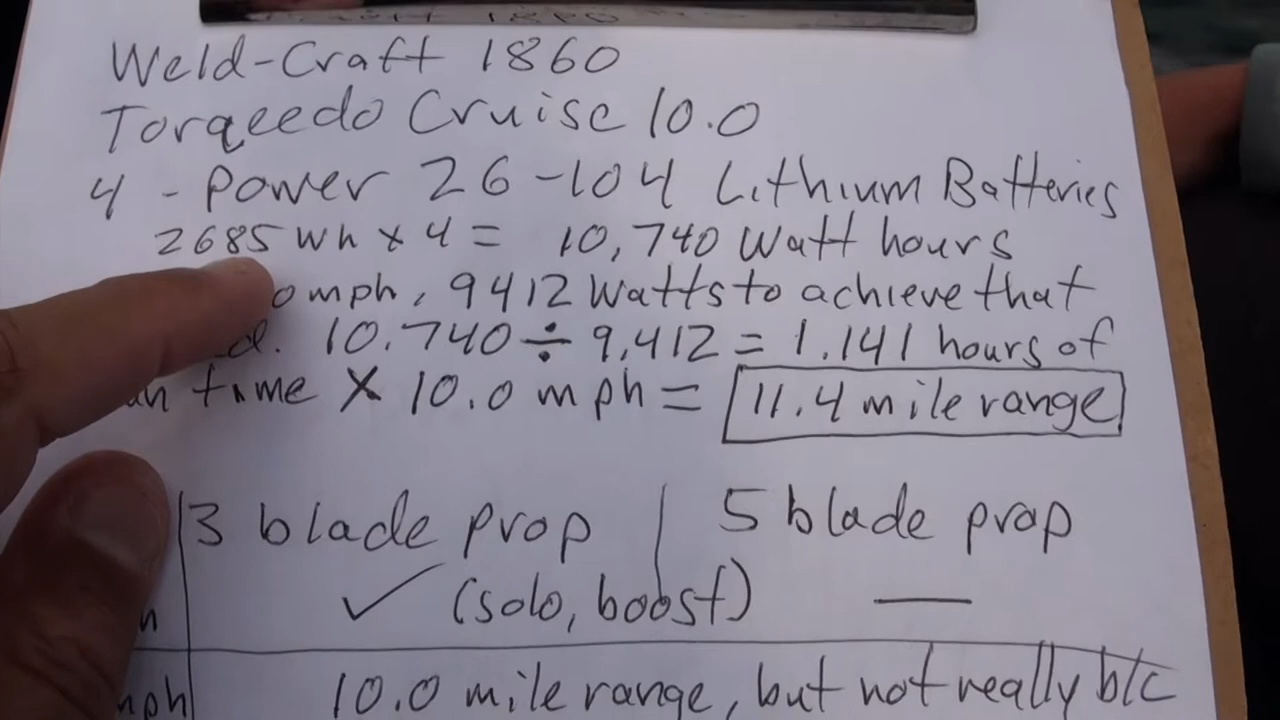 Weld-Craft 1860
Torqeedo Cruise 10.0
4 - Power 26-104 Lithium Batteries
2685 Wh x 4 = 10,740 Watt hours
0 mph, 9412 Watts to achieve that
d. 10.740 ÷ 9,412 = 1.141 hours of
time X 10.0 mph = 11.4 mile range
3 blade prop | 5 blade prop
✓ (solo, boost) —
mph 10.0 mile range, but not really b/c